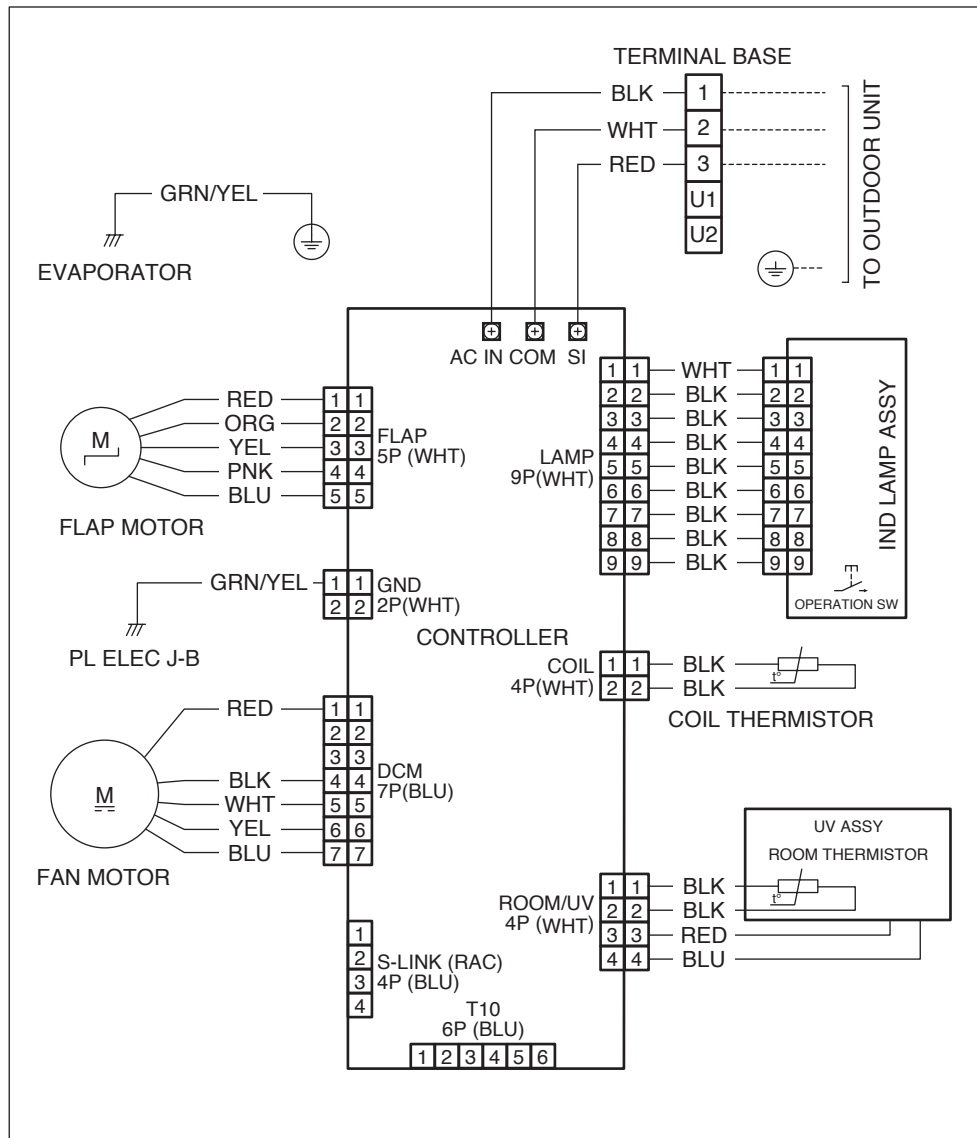 TERMINAL BASE
BLK 1
WHT 2
RED 3
U1
U2
TO OUTDOOR UNIT
GRN/YEL
EVAPORATOR
AC IN COM SI
RED 1 1
ORG 2 2
YEL 3 3
PNK 4 4
BLU 5 5
M
FLAP
5P (WHT)
FLAP MOTOR
1 1 WHT 1 1
2 2 BLK 2 2
3 3 BLK 3 3
4 4 BLK 4 4
5 5 BLK 5 5
6 6 BLK 6 6
7 7 BLK 7 7
8 8 BLK 8 8
9 9 BLK 9 9
LAMP
9P(WHT)
IND LAMP ASSY
OPERATION SW
GRN/YEL 1 1
2 2
GND
2P(WHT)
PL ELEC J-B
CONTROLLER
COIL
4P(WHT)
1 1 BLK
2 2 BLK
t°
COIL THERMISTOR
RED 1 1
2 2
3 3
BLK 4 4
WHT 5 5
YEL 6 6
BLU 7 7
M
DCM
7P(BLU)
FAN MOTOR
UV ASSY
ROOM THERMISTOR
t°
ROOM/UV
4P (WHT)
1 1 BLK
2 2 BLK
3 3 RED
4 4 BLU
1
2
3
4
S-LINK (RAC)
4P (BLU)
T10
6P (BLU)
1 2 3 4 5 6